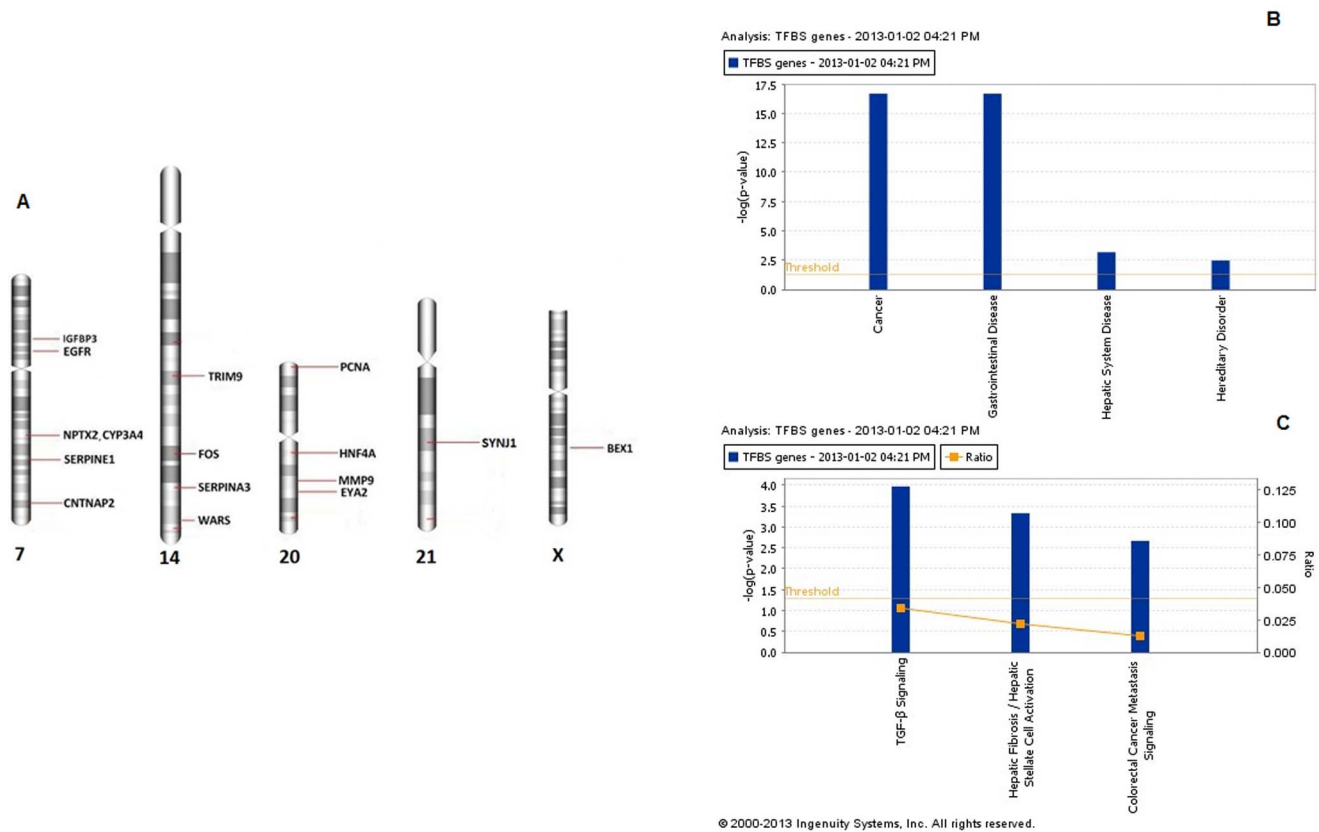 A
IGFBP3
EGFR
NPTX2, CYP3A4
SERPINE1
CNTNAP2
7
TRIM9
FOS
SERPINA3
WARS
14
PCNA
HNF4A
MMP9
EYA2
20
SYNJ1
21
BEX1
X
B
Analysis: TFBS genes - 2013-01-02 04:21 PM
TFBS genes - 2013-01-02 04:21 PM
17.5
15.0
12.5
10.0
7.5
5.0
2.5
0.0
-log(p-value)
Threshold
Cancer
Gastrointestinal Disease
Hepatic System Disease
Hereditary Disorder
C
Analysis: TFBS genes - 2013-01-02 04:21 PM
TFBS genes - 2013-01-02 04:21 PM
Ratio
4.0
3.5
3.0
2.5
2.0
1.5
1.0
0.5
0.0
-log(p-value)
Threshold
0.125
0.100
0.075
0.050
0.025
0.000
Ratio
TGF-β Signaling
Hepatic Fibrosis / Hepatic
Stellate Cell Activation
Colorectal Cancer Metastasis
Signaling
© 2000-2013 Ingenuity Systems, Inc. All rights reserved.